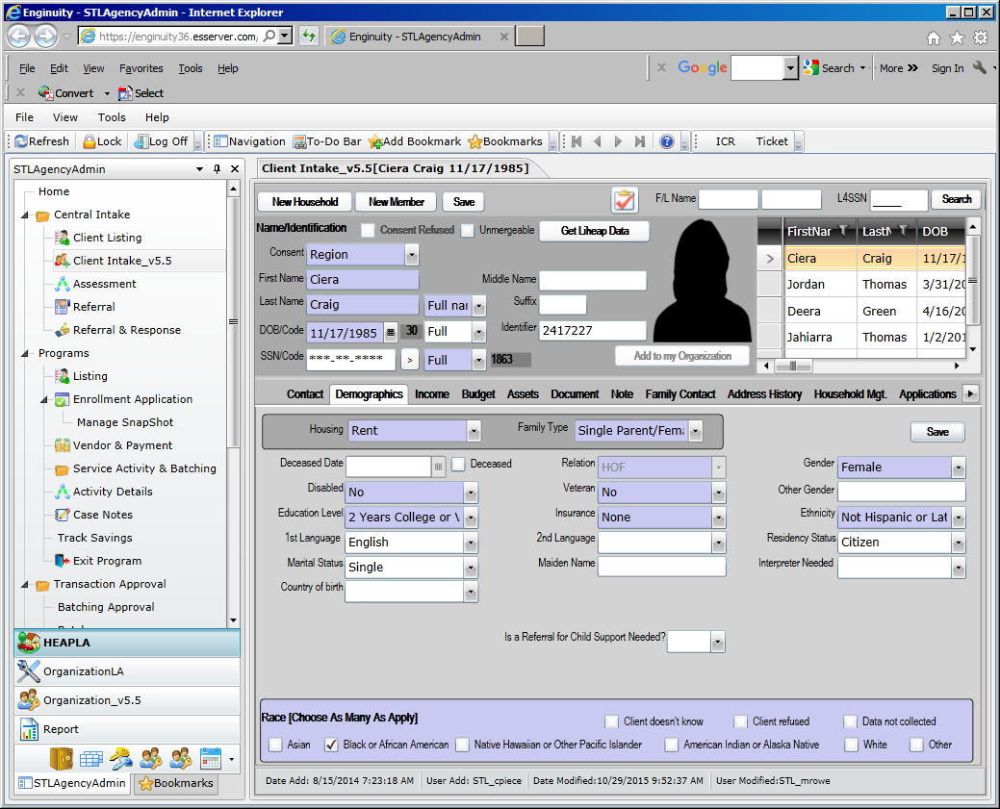 Enginuity - STLAgencyAdmin - Internet Explorer
https://enginuity36.esserver.com
Enginuity - STLAgencyAdmin
File Edit View Favorites Tools Help
Google Search More Sign In
Convert Select
File View Tools Help
Refresh Lock Log Off Navigation To-Do Bar Add Bookmark Bookmarks ICR Ticket
STLAgencyAdmin
Home
Central Intake
Client Listing
Client Intake_v5.5
Assessment
Referral
Referral & Response
Programs
Listing
Enrollment Application
Manage SnapShot
Vendor & Payment
Service Activity & Batching
Activity Details
Case Notes
Track Savings
Exit Program
Transaction Approval
Batching Approval
HEAPLA
OrganizationLA
Organization_v5.5
Report
STLAgencyAdmin Bookmarks
Client Intake_v5.5[Ciera Craig 11/17/1985]
New Household New Member Save F/L Name L4SSN _____ Search
Name/Identification Consent Refused Unmergeable Get Liheap Data
Consent Region
First Name Ciera Middle Name
Last Name Craig Full nar Suffix
DOB/Code 11/17/1985 30 Full Identifier 2417227
SSN/Code ***-**-**** > Full 1863 Add to my Organization
FirstNar LastN DOB
Ciera Craig 11/17/1
Jordan Thomas 3/31/20
Deera Green 4/16/20
Jahiarra Thomas 1/2/201
Contact Demographics Income Budget Assets Document Note Family Contact Address History Household Mgt. Applications
Housing Rent Family Type Single Parent/Fema Save
Deceased Date Deceased Relation HOF Gender Female
Disabled No Veteran No Other Gender
Education Level 2 Years College or V Insurance None Ethnicity Not Hispanic or Lat
1st Language English 2nd Language Residency Status Citizen
Marital Status Single Maiden Name Interpreter Needed
Country of birth
Is a Referral for Child Support Needed?
Race [Choose As Many As Apply] Client doesn't know Client refused Data not collected
Asian Black or African American Native Hawaiian or Other Pacific Islander American Indian or Alaska Native White Other
Date Add: 8/15/2014 7:23:18 AM User Add: STL_cpiece Date Modified:10/29/2015 9:52:37 AM User Modified:STL_mrowe